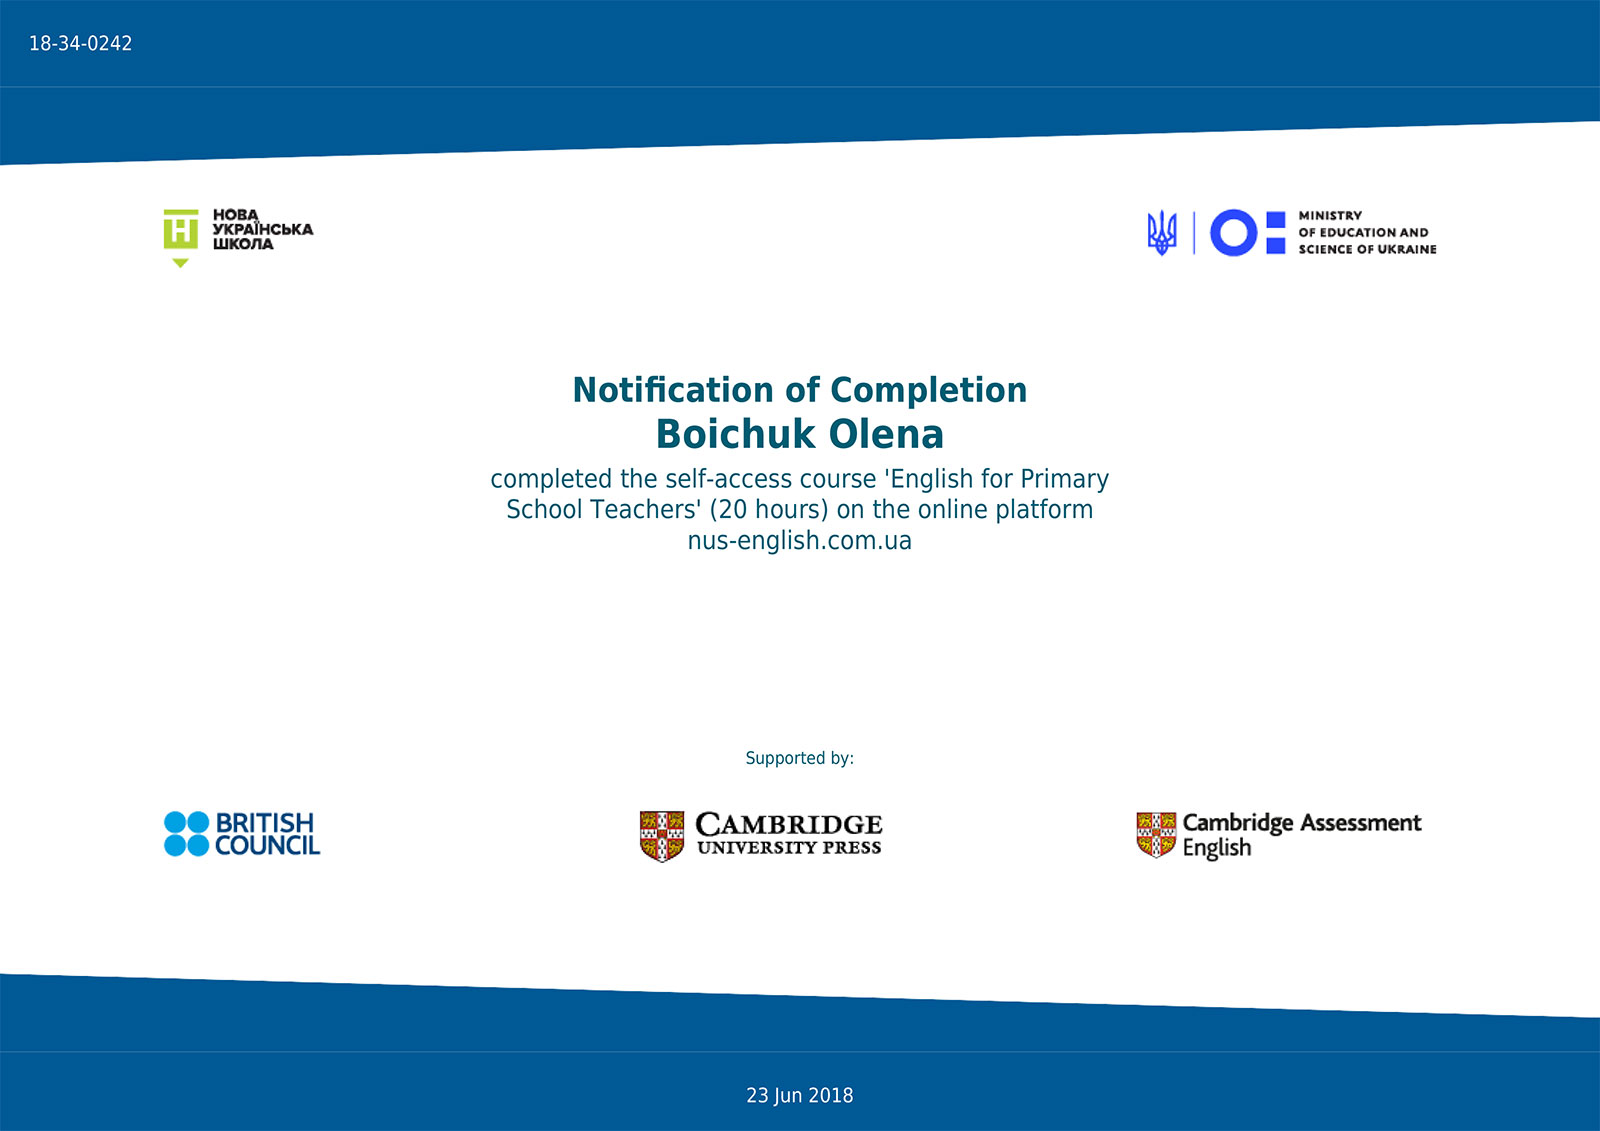 18-34-0242
НОВА
УКРАЇНСЬКА
ШКОЛА
MINISTRY
OF EDUCATION AND
SCIENCE OF UKRAINE
Notification of Completion
Boichuk Olena
completed the self-access course 'English for Primary
School Teachers' (20 hours) on the online platform
nus-english.com.ua
Supported by:
BRITISH
COUNCIL
CAMBRIDGE
UNIVERSITY PRESS
Cambridge Assessment
English
23 Jun 2018